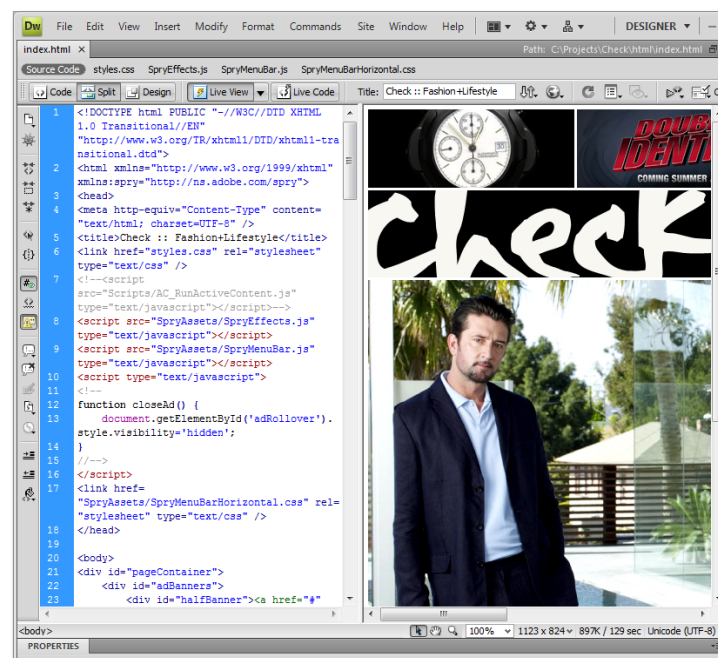 Dw File Edit View Insert Modify Format Commands Site Window Help DESIGNER
index.html × Path: C:\Projects\Check\html\index.html
Source Code styles.css SpryEffects.js SpryMenuBar.js SpryMenuBarHorizontal.css
Code Split Design Live View Live Code Title: Check :: Fashion+Lifestyle
1 <!DOCTYPE html PUBLIC "-//W3C//DTD XHTML
1.0 Transitional//EN"
"http://www.w3.org/TR/xhtml1/DTD/xhtml1-tra
nsitional.dtd">
2 <html xmlns="http://www.w3.org/1999/xhtml"
xmlns:spry="http://ns.adobe.com/spry">
3 <head>
4 <meta http-equiv="Content-Type" content=
"text/html; charset=UTF-8" />
5 <title>Check :: Fashion+Lifestyle</title>
6 <link href="styles.css" rel="stylesheet"
type="text/css" />
7 <!--<script
src="Scripts/AC_RunActiveContent.js"
type="text/javascript"></script>-->
8 <script src="SpryAssets/SpryEffects.js"
type="text/javascript"></script>
9 <script src="SpryAssets/SpryMenuBar.js"
type="text/javascript"></script>
10 <script type="text/javascript">
11 <!--
12 function closeAd() {
13 document.getElementById('adRollover').
style.visibility='hidden';
14 }
15 //-->
16 </script>
17 <link href=
"SpryAssets/SpryMenuBarHorizontal.css" rel=
"stylesheet" type="text/css" />
18 </head>
19
20 <body>
21 <div id="pageContainer">
22 <div id="adBanners">
23 <div id="halfBanner"><a href="#"
DOUB
IDENTI
COMING SUMMER
check
<body> 100% 1123 x 824 897K / 129 sec Unicode (UTF-8)
PROPERTIES